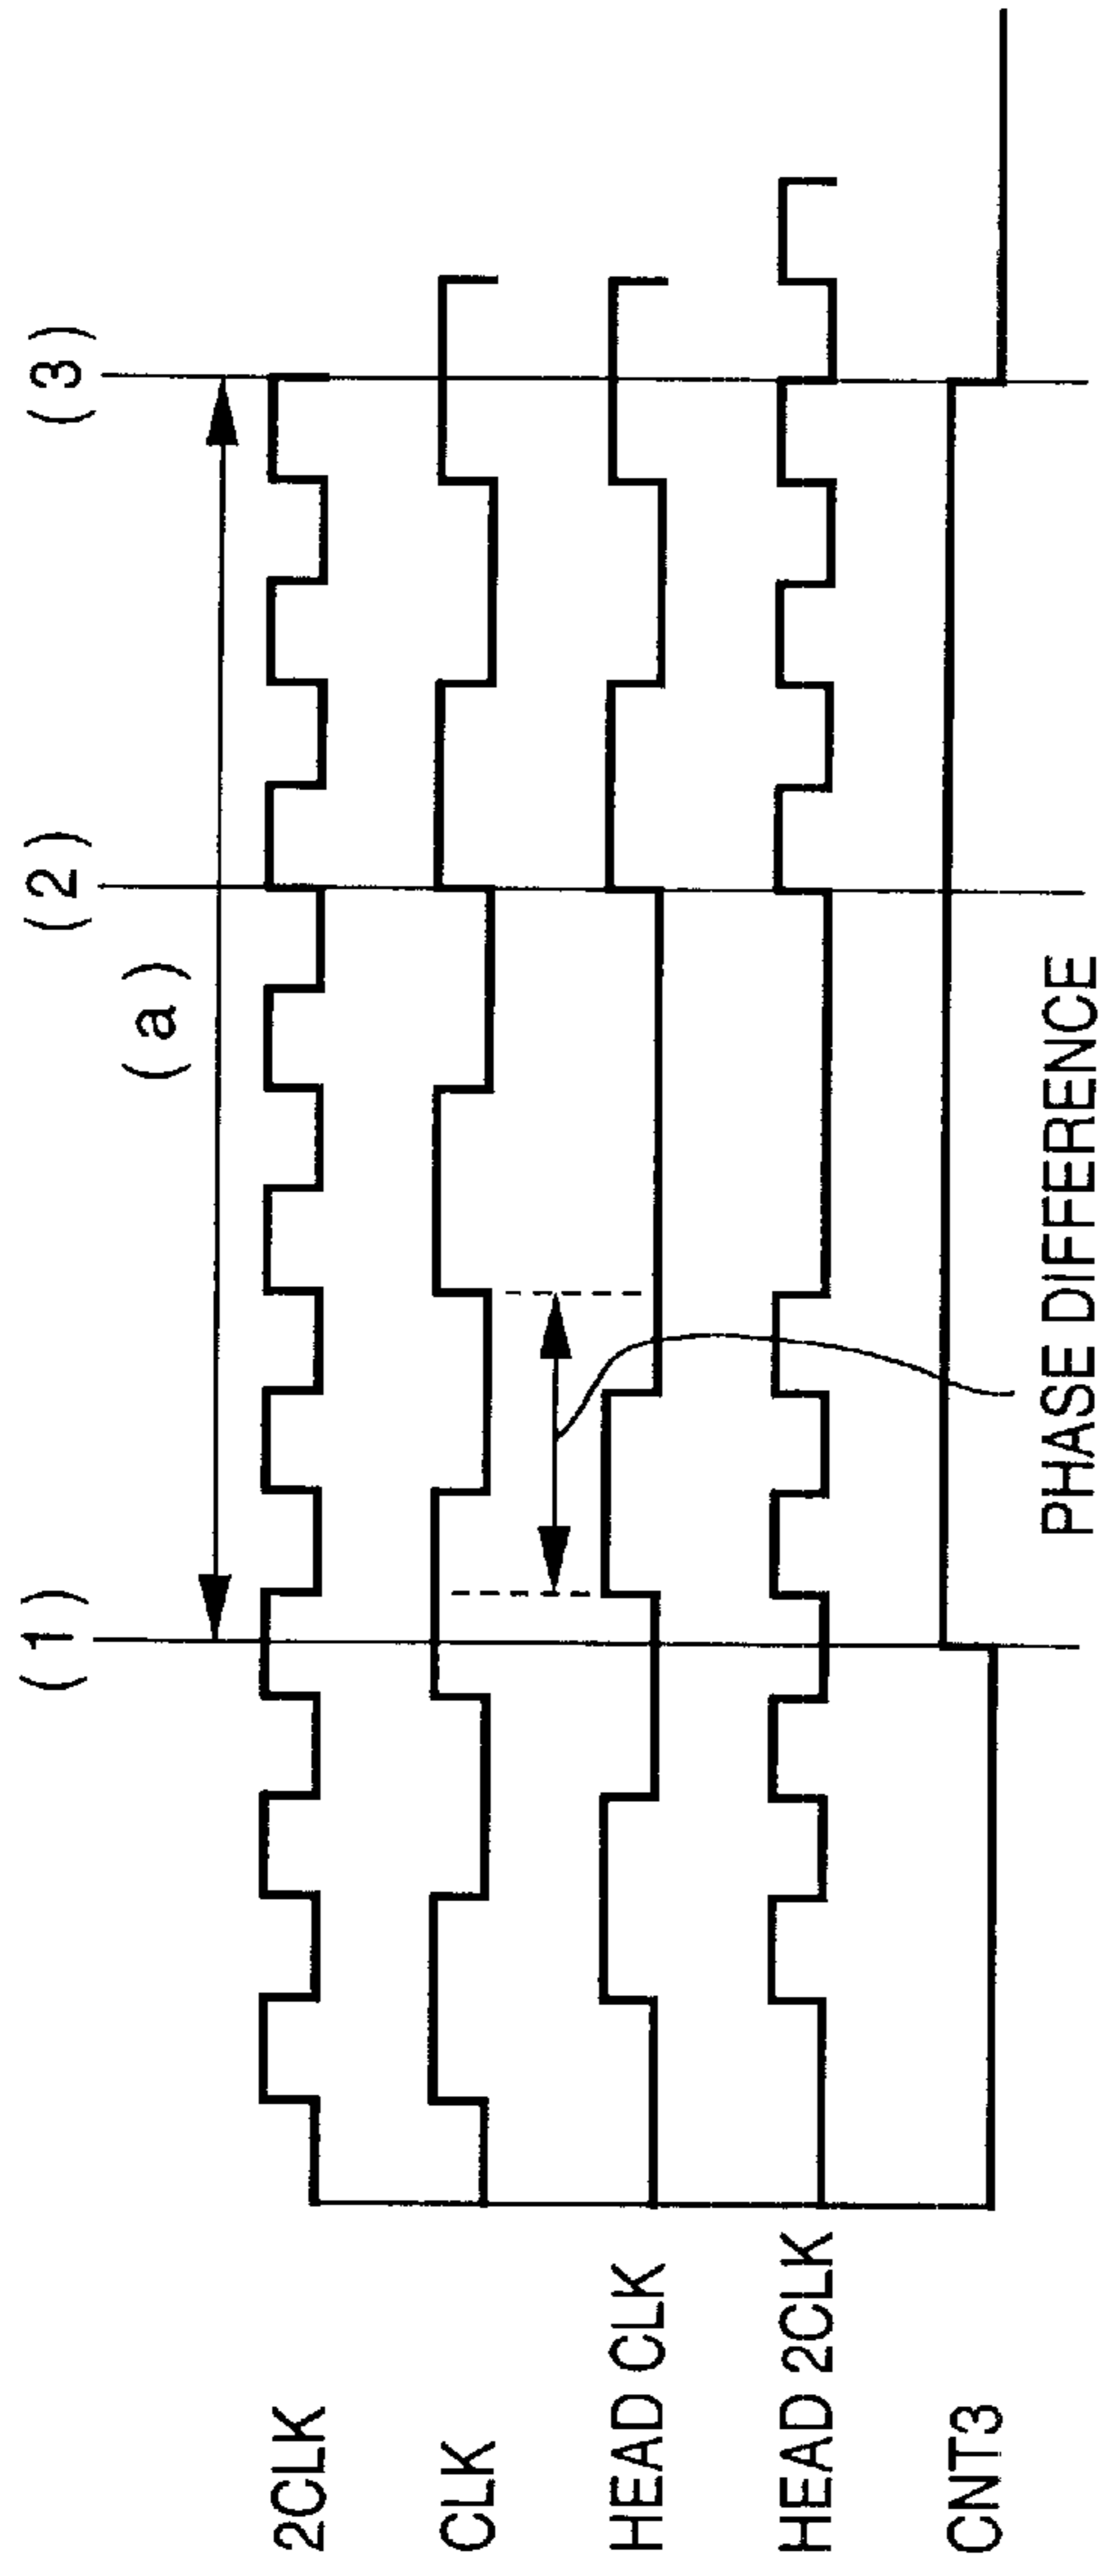 (1)
(2)
(3)
(a)
2CLK
CLK
HEAD CLK
HEAD 2CLK
CNT3
PHASE DIFFERENCE